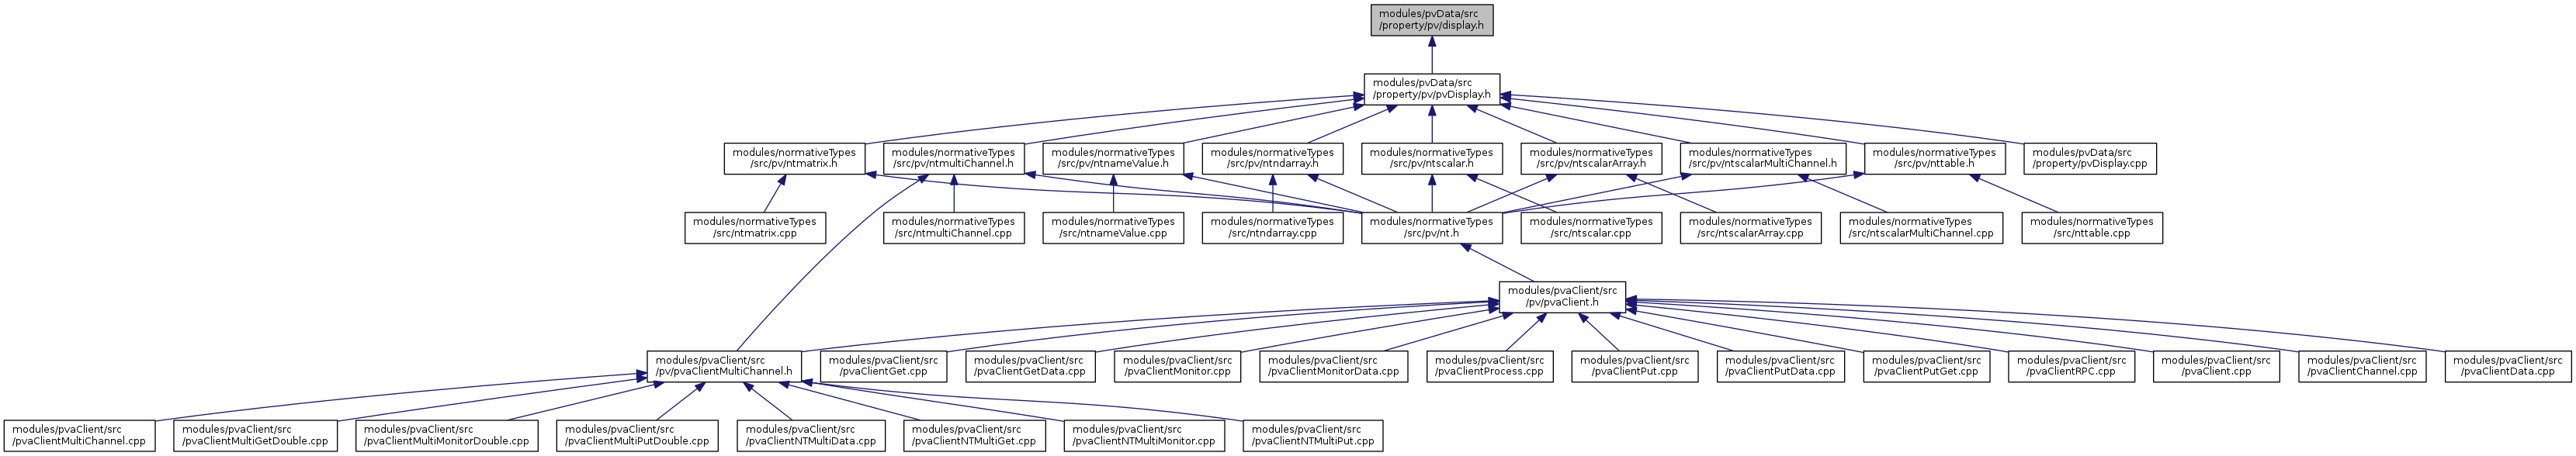 modules/pvData/src
/property/pv/display.h
modules/pvData/src
/property/pv/pvDisplay.h
modules/normativeTypes
/src/pv/ntmatrix.h
modules/normativeTypes
/src/pv/ntmultiChannel.h
modules/normativeTypes
/src/pv/ntnameValue.h
modules/normativeTypes
/src/pv/ntndarray.h
modules/normativeTypes
/src/pv/ntscalar.h
modules/normativeTypes
/src/pv/ntscalarArray.h
modules/normativeTypes
/src/pv/ntscalarMultiChannel.h
modules/normativeTypes
/src/pv/nttable.h
modules/pvData/src
/property/pvDisplay.cpp
modules/normativeTypes
/src/ntmatrix.cpp
modules/normativeTypes
/src/ntmultiChannel.cpp
modules/normativeTypes
/src/ntnameValue.cpp
modules/normativeTypes
/src/ntndarray.cpp
modules/normativeTypes
/src/pv/nt.h
modules/normativeTypes
/src/ntscalar.cpp
modules/normativeTypes
/src/ntscalarArray.cpp
modules/normativeTypes
/src/ntscalarMultiChannel.cpp
modules/normativeTypes
/src/nttable.cpp
modules/pvaClient/src
/pv/pvaClient.h
modules/pvaClient/src
/pv/pvaClientMultiChannel.h
modules/pvaClient/src
/pvaClientGet.cpp
modules/pvaClient/src
/pvaClientGetData.cpp
modules/pvaClient/src
/pvaClientMonitor.cpp
modules/pvaClient/src
/pvaClientMonitorData.cpp
modules/pvaClient/src
/pvaClientProcess.cpp
modules/pvaClient/src
/pvaClientPut.cpp
modules/pvaClient/src
/pvaClientPutData.cpp
modules/pvaClient/src
/pvaClientPutGet.cpp
modules/pvaClient/src
/pvaClientRPC.cpp
modules/pvaClient/src
/pvaClient.cpp
modules/pvaClient/src
/pvaClientChannel.cpp
modules/pvaClient/src
/pvaClientData.cpp
modules/pvaClient/src
/pvaClientMultiChannel.cpp
modules/pvaClient/src
/pvaClientMultiGetDouble.cpp
modules/pvaClient/src
/pvaClientMultiMonitorDouble.cpp
modules/pvaClient/src
/pvaClientMultiPutDouble.cpp
modules/pvaClient/src
/pvaClientNTMultiData.cpp
modules/pvaClient/src
/pvaClientNTMultiGet.cpp
modules/pvaClient/src
/pvaClientNTMultiMonitor.cpp
modules/pvaClient/src
/pvaClientNTMultiPut.cpp